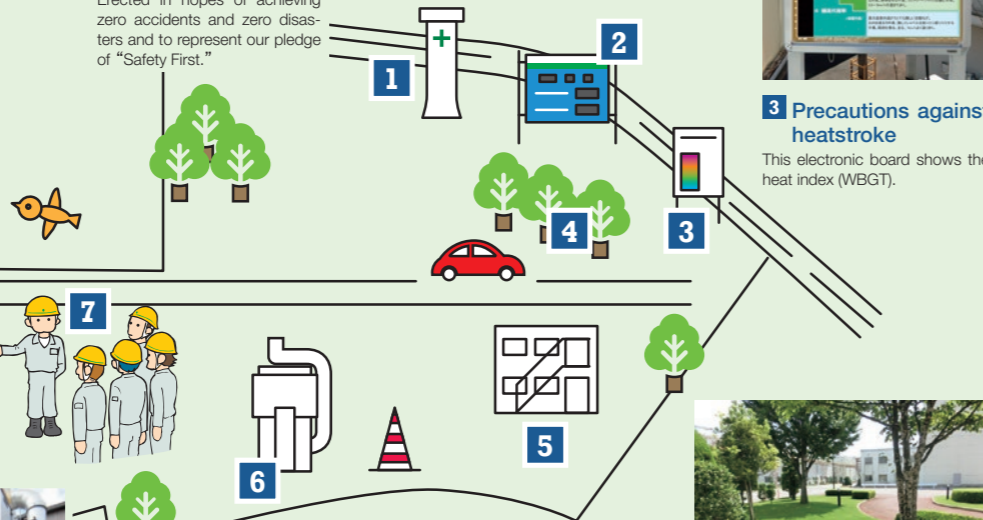 Erected in hopes of achieving
zero accidents and zero disas-
ters and to represent our pledge
of “Safety First.”
1
2
3 Precautions against
heatstroke
This electronic board shows the
heat index (WBGT).
4
3
7
5
6